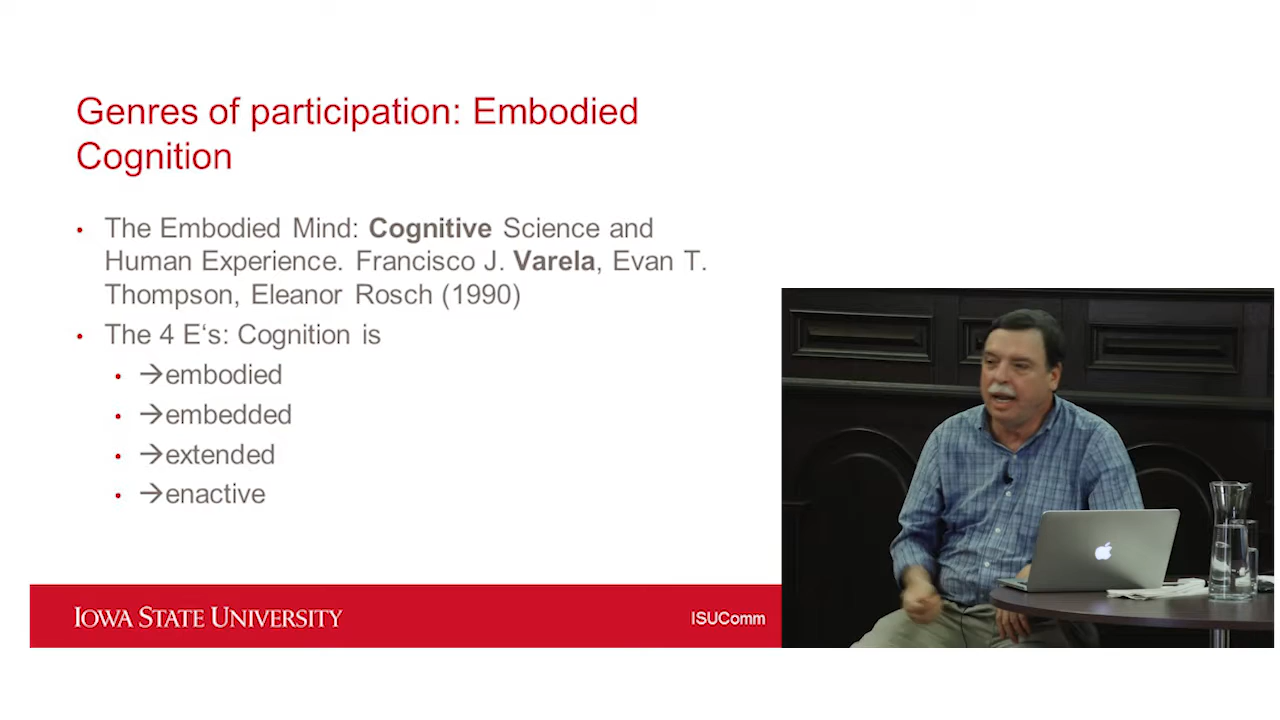 Genres of participation: Embodied
Cognition
• The Embodied Mind: Cognitive Science and
Human Experience. Francisco J. Varela, Evan T.
Thompson, Eleanor Rosch (1990)
• The 4 E‘s: Cognition is
• →embodied
• →embedded
• →extended
• →enactive
IOWA STATE UNIVERSITY
ISUComm